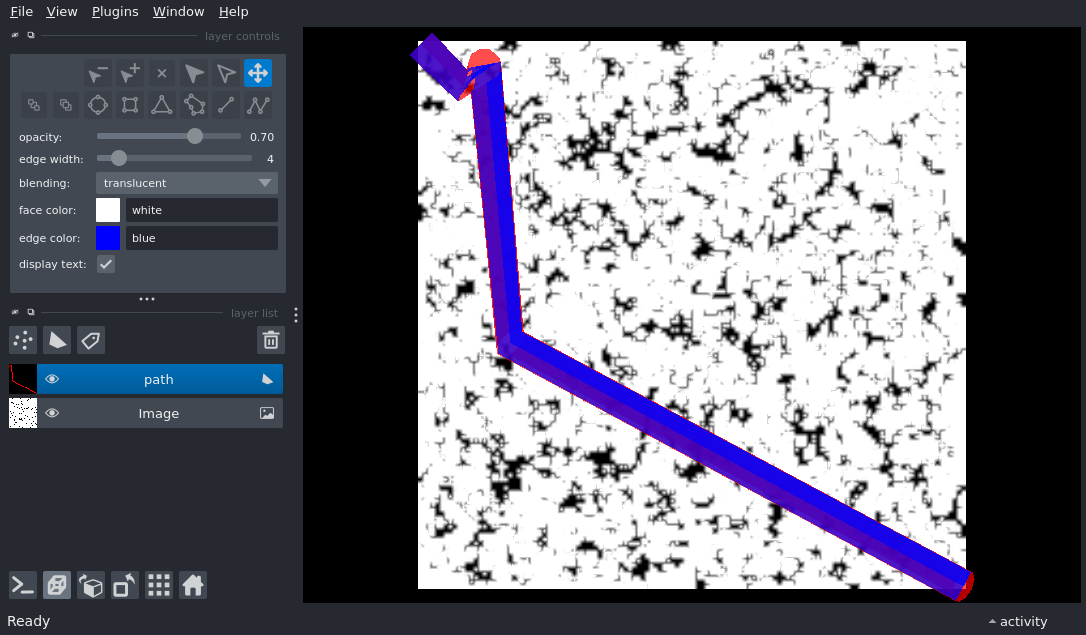 File View Plugins Window Help
layer controls
opacity: 0.70
edge width: 4
blending: translucent
face color: white
edge color: blue
display text:
layer list
path
Image
Ready
activity